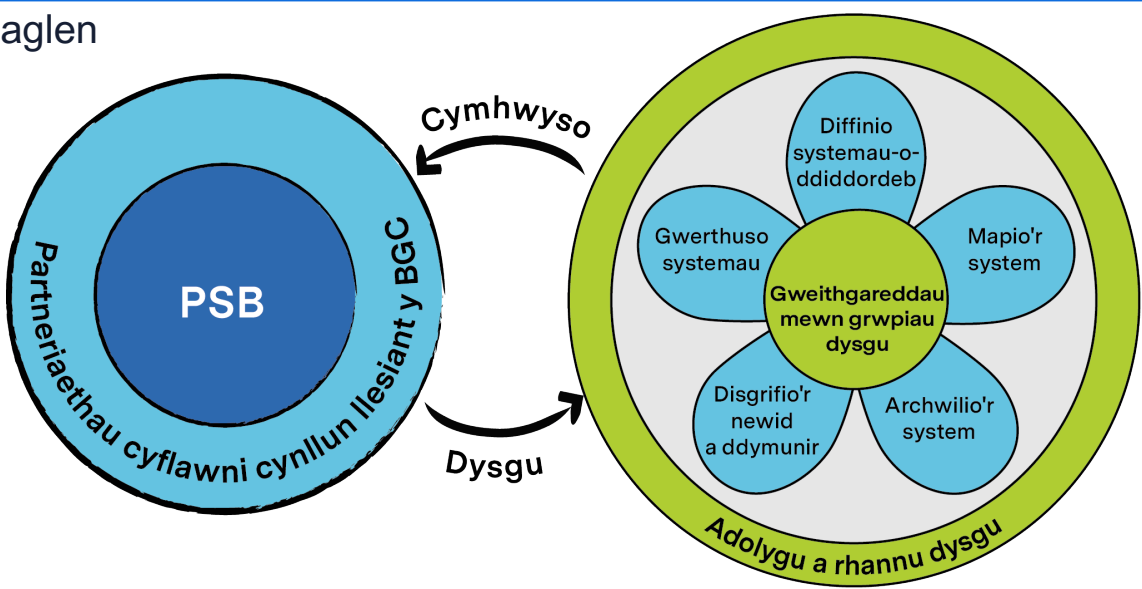 aglen
PSB
Partneriaethau cyflawni cynllun llesiant y BGC
Cymhwyso
Dysgu
Diffinio
systemau-o-
ddiddordeb
Mapio'r
system
Archwilio'r
system
Disgrifio'r
newid
a ddymunir
Gwerthuso
systemau
Gweithgareddau
mewn grwpiau
dysgu
Adolygu a rhannu dysgu